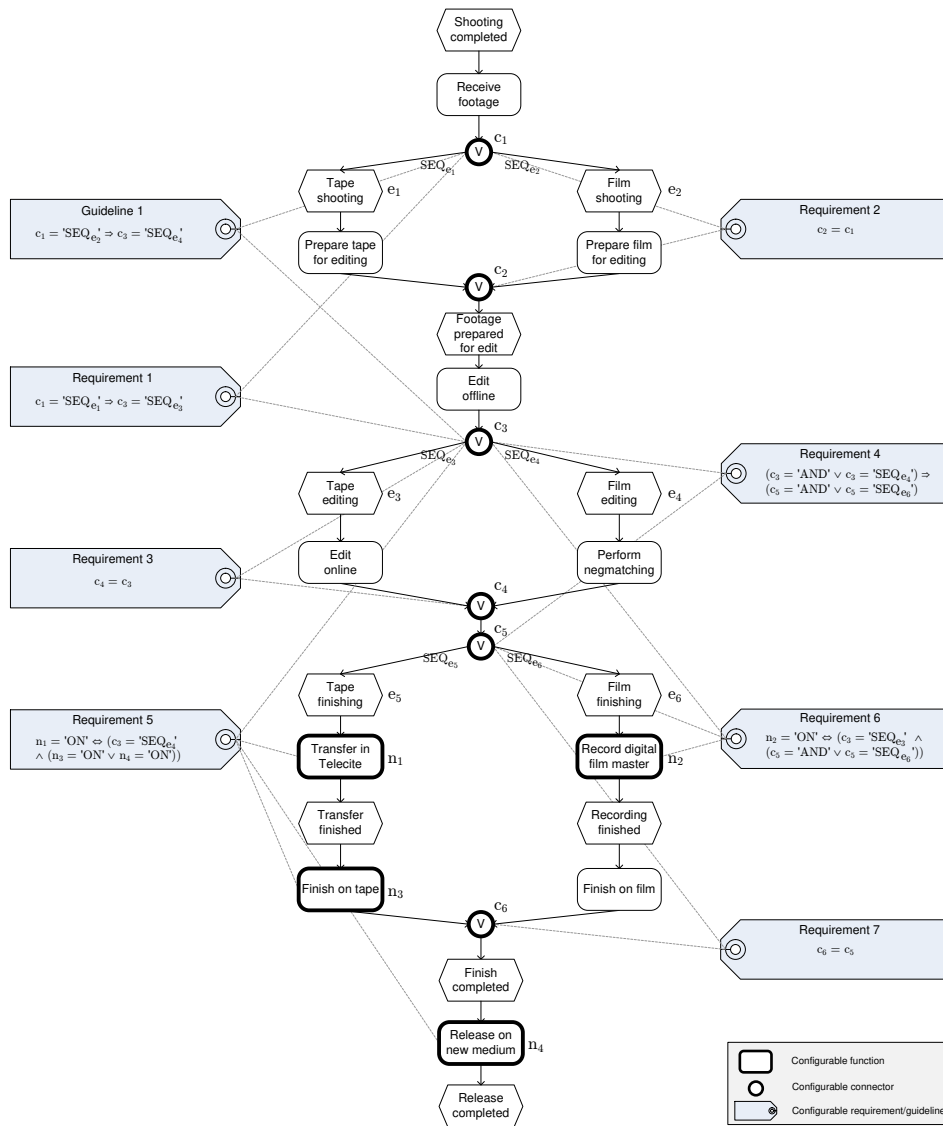 Shooting
completed
Receive
footage
c1
SEQe1
SEQe2
Tape
shooting
e1
Film
shooting
e2
Guideline 1
c1 = 'SEQe2' ⇒ c3 = 'SEQe4'
Requirement 2
c2 = c1
Prepare tape
for editing
Prepare film
for editing
c2
V
V
Footage
prepared
for edit
Edit
offline
Requirement 1
c1 = 'SEQe1' ⇒ c3 = 'SEQe3'
c3
V
SEQe3
SEQe4
Requirement 4
(c3 = 'AND' ∨ c3 = 'SEQe4') ⇒
(c5 = 'AND' ∨ c5 = 'SEQe6')
Tape
editing
e3
Film
editing
e4
Edit
online
Perform
negmatching
Requirement 3
c4 = c3
c4
V
c5
V
SEQe5
SEQe6
Tape
finishing
e5
Film
finishing
e6
Requirement 5
n1 = 'ON' ⇔ (c3 = 'SEQe4'
∧ (n3 = 'ON' ∨ n4 = 'ON'))
Requirement 6
n2 = 'ON' ⇔ (c3 = 'SEQe3' ∧
(c5 = 'AND' ∨ c5 = 'SEQe6'))
Transfer in
Telecite
n1
Record digital
film master
n2
Transfer
finished
Recording
finished
Finish on tape
n3
Finish on film
c6
V
Requirement 7
c6 = c5
Finish
completed
Release on
new medium
n4
Release
completed
Configurable function
Configurable connector
Configurable requirement/guideline